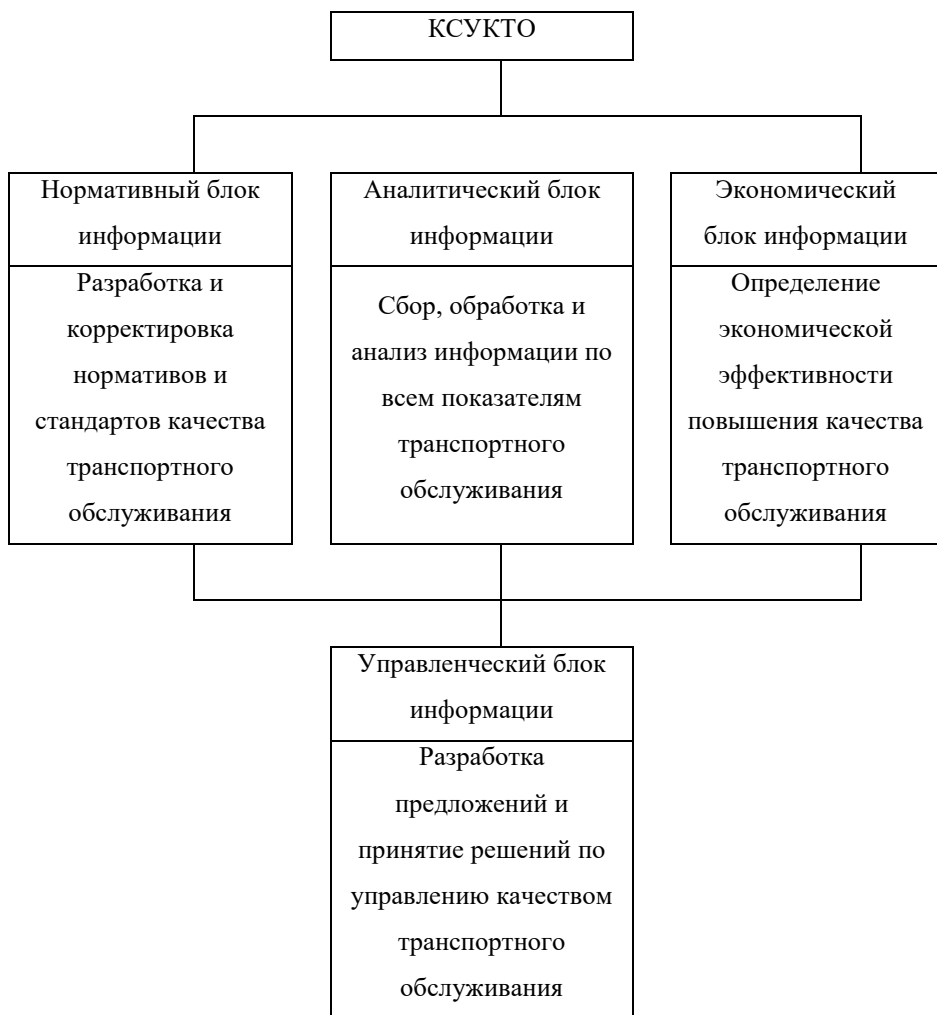 КСУКТО
Нормативный блок
информации
Разработка и
корректировка
нормативов и
стандартов качества
транспортного
обслуживания
Аналитический блок
информации
Сбор, обработка и
анализ информации по
всем показателям
транспортного
обслуживания
Экономический
блок информации
Определение
экономической
эффективности
повышения качества
транспортного
обслуживания
Управленческий блок
информации
Разработка
предложений и
принятие решений по
управлению качеством
транспортного
обслуживания